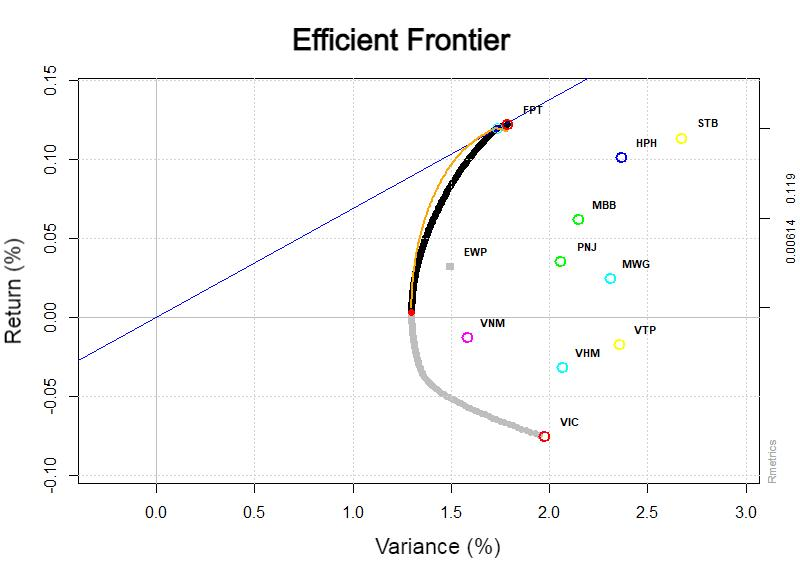 Efficient Frontier
0.15
0.10
0.05
0.00
-0.05
-0.10
Return (%)
FPT
STB
HPH
MBB
PNJ
EWP
MWG
VNM
VTP
VHM
VIC
0.00614 0.119
Rmetrics
0.0 0.5 1.0 1.5 2.0 2.5 3.0
Variance (%)